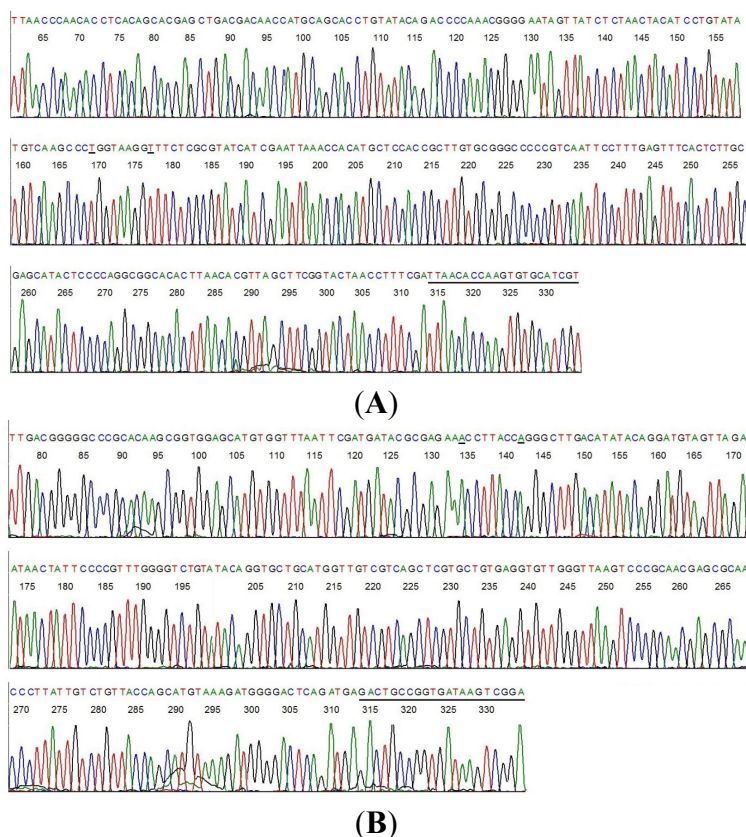 TTAACCCAACACCTCACAGCACGAGCTGACGACAACCATGCAGCACCTGTATACAGACCCCAAACGGGGAATAGTTATCTCTAACTACATCCTGTATA
65 70 75 80 85 90 95 100 105 110 115 120 125 130 135 140 145 150 155
TGTCAAGCCCTGGTAAGGTTTCTCGCGTATCATCGAATTAAACCACATGCTCCACCGCTTGTGCGGGCCCCCGTCAATTCCTTTGAGTTTCACTCTTGC
160 165 170 175 180 185 190 195 200 205 210 215 220 225 230 235 240 245 250 255
GAGCATACTCCCCAGGCGGCACACTTAACACGTTAGCTTCGGTACTAACCTTTCGATTAACACCAAGTGTGCATCGT
260 265 270 275 280 285 290 295 300 305 310 315 320 325 330
(A)
TTGACGGGGGCCCGCACAAGCGGTGGAGCATGTGGTTTAATTCGATGATACGCGAGAAACCTTACCAGGGCTTGACATATACAGGATGTAGTTAGA
80 85 90 95 100 105 110 115 120 125 130 135 140 145 150 155 160 165 170
ATAACTATTCCCCGTTTGGGGTCTGTATACAGGTGCTGCATGGTTGTCGTCAGCTCGTGCTGTGAGGTGTTGGGTTAAGTCCCGCAACGAGCGCAA
175 180 185 190 195 205 210 215 220 225 230 235 240 245 250 255 260 265
CCCTTATTGTCTGTTACCAGCATGTAAAGATGGGGACTCAGATGAGACTGCCGGTGATAAGTCGGA
270 275 280 285 290 295 300 305 310 315 320 325 330
(B)